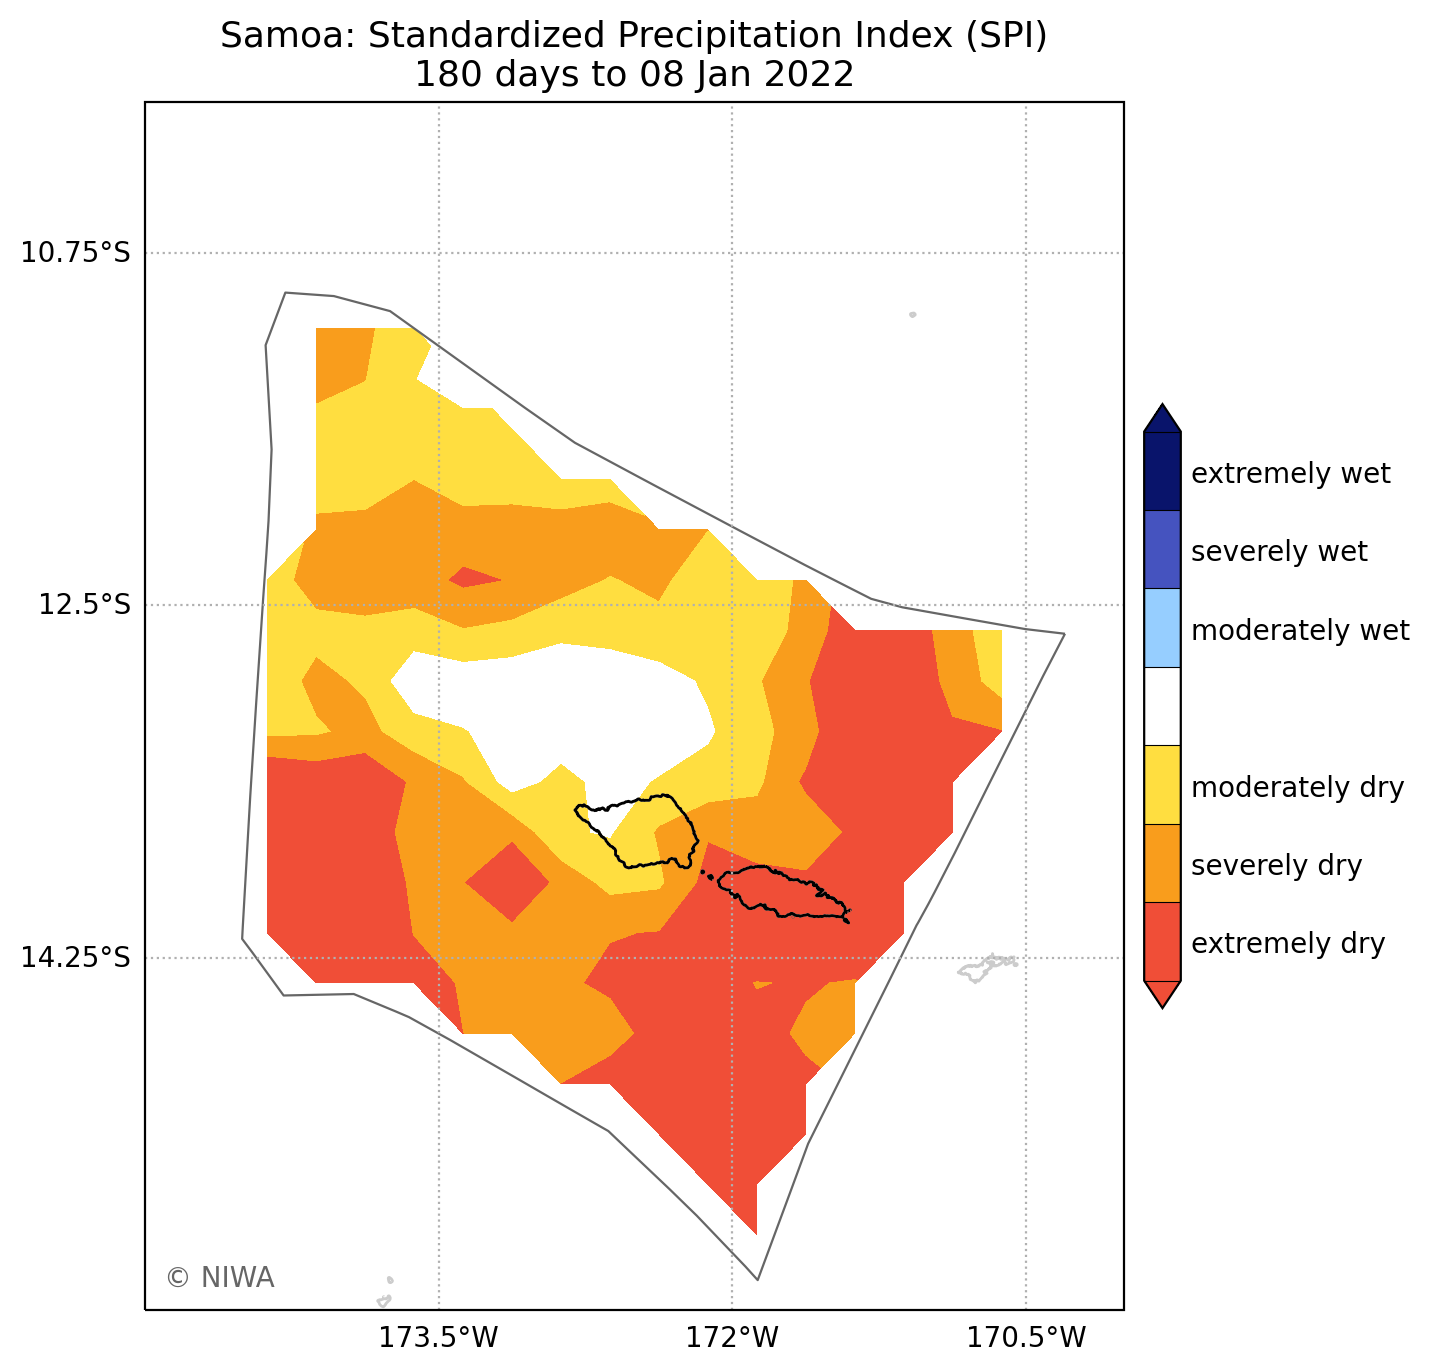 Samoa: Standardized Precipitation Index (SPI)
180 days to 08 Jan 2022
10.75°S
12.5°S
14.25°S
173.5°W
172°W
170.5°W
extremely wet
severely wet
moderately wet
moderately dry
severely dry
extremely dry
© NIWA